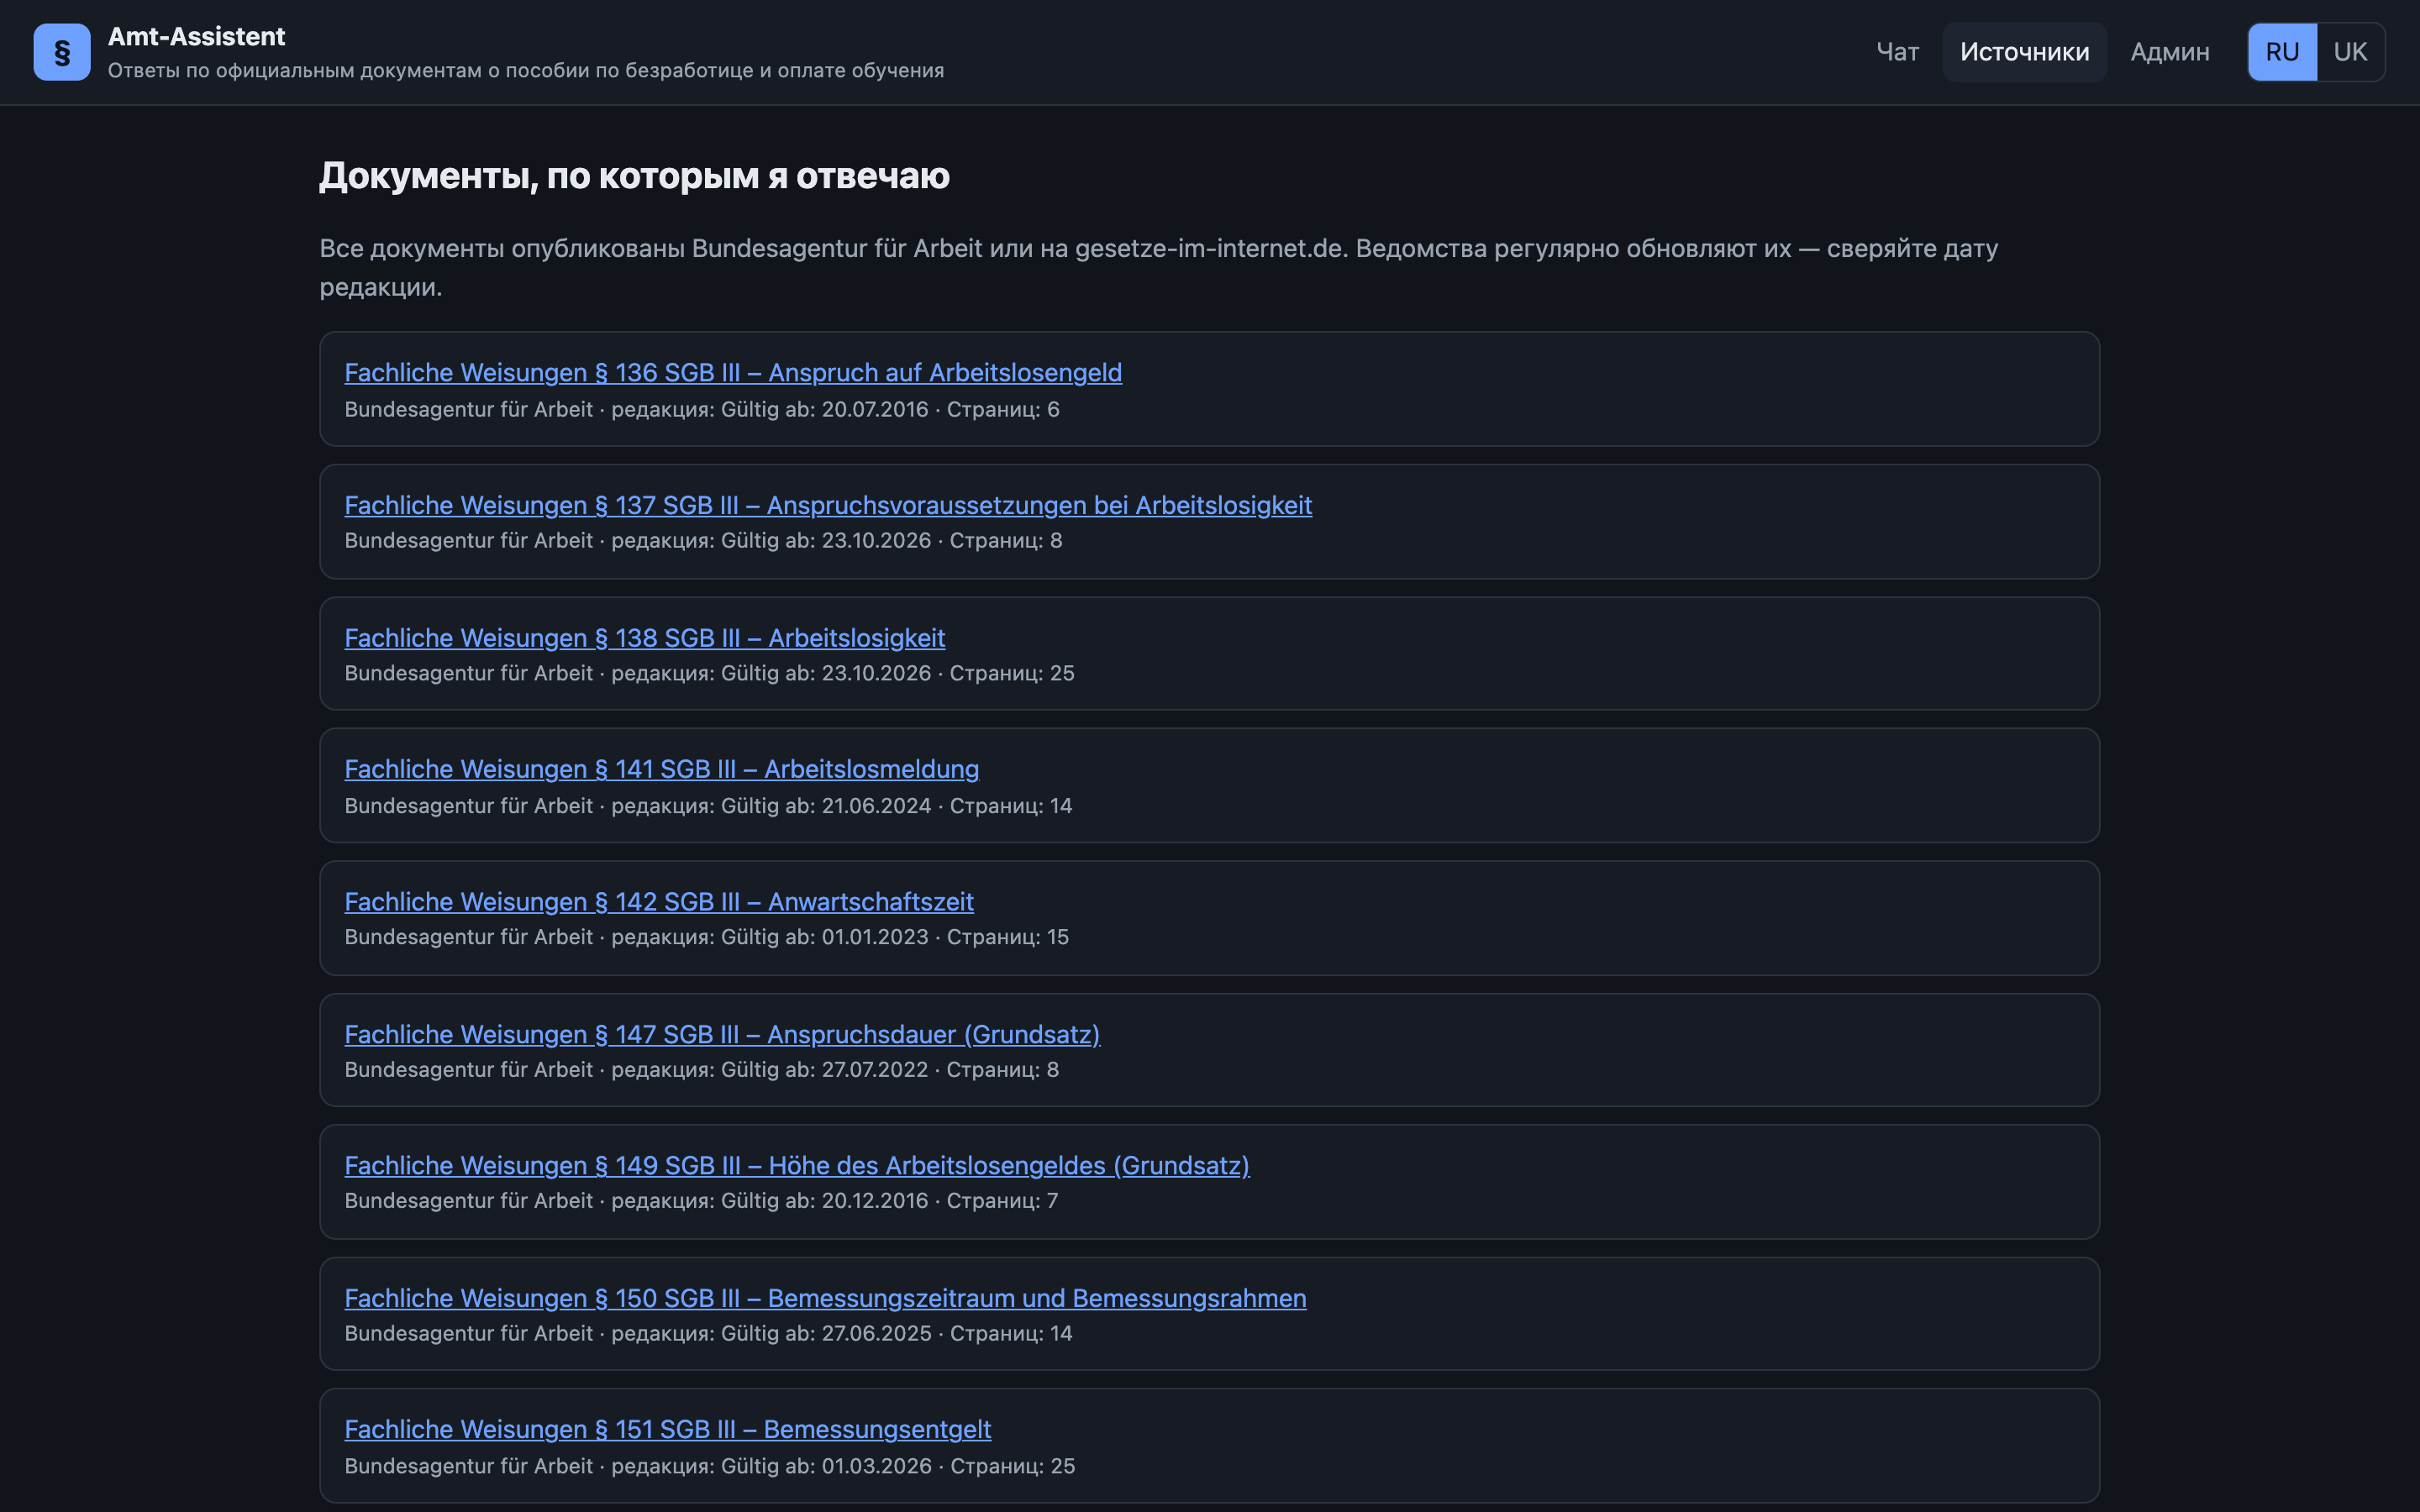 §
Amt-Assistent
Ответы по официальным документам о пособии по безработице и оплате обучения
Чат
Источники
Админ
RU
UK
Документы, по которым я отвечаю
Все документы опубликованы Bundesagentur für Arbeit или на gesetze-im-internet.de. Ведомства регулярно обновляют их — сверяйте дату
редакции.
Fachliche Weisungen § 136 SGB III – Anspruch auf Arbeitslosengeld
Bundesagentur für Arbeit · редакция: Gültig ab: 20.07.2016 · Страниц: 6
Fachliche Weisungen § 137 SGB III – Anspruchsvoraussetzungen bei Arbeitslosigkeit
Bundesagentur für Arbeit · редакция: Gültig ab: 23.10.2026 · Страниц: 8
Fachliche Weisungen § 138 SGB III – Arbeitslosigkeit
Bundesagentur für Arbeit · редакция: Gültig ab: 23.10.2026 · Страниц: 25
Fachliche Weisungen § 141 SGB III – Arbeitslosmeldung
Bundesagentur für Arbeit · редакция: Gültig ab: 21.06.2024 · Страниц: 14
Fachliche Weisungen § 142 SGB III – Anwartschaftszeit
Bundesagentur für Arbeit · редакция: Gültig ab: 01.01.2023 · Страниц: 15
Fachliche Weisungen § 147 SGB III – Anspruchsdauer (Grundsatz)
Bundesagentur für Arbeit · редакция: Gültig ab: 27.07.2022 · Страниц: 8
Fachliche Weisungen § 149 SGB III – Höhe des Arbeitslosengeldes (Grundsatz)
Bundesagentur für Arbeit · редакция: Gültig ab: 20.12.2016 · Страниц: 7
Fachliche Weisungen § 150 SGB III – Bemessungszeitraum und Bemessungsrahmen
Bundesagentur für Arbeit · редакция: Gültig ab: 27.06.2025 · Страниц: 14
Fachliche Weisungen § 151 SGB III – Bemessungsentgelt
Bundesagentur für Arbeit · редакция: Gültig ab: 01.03.2026 · Страниц: 25